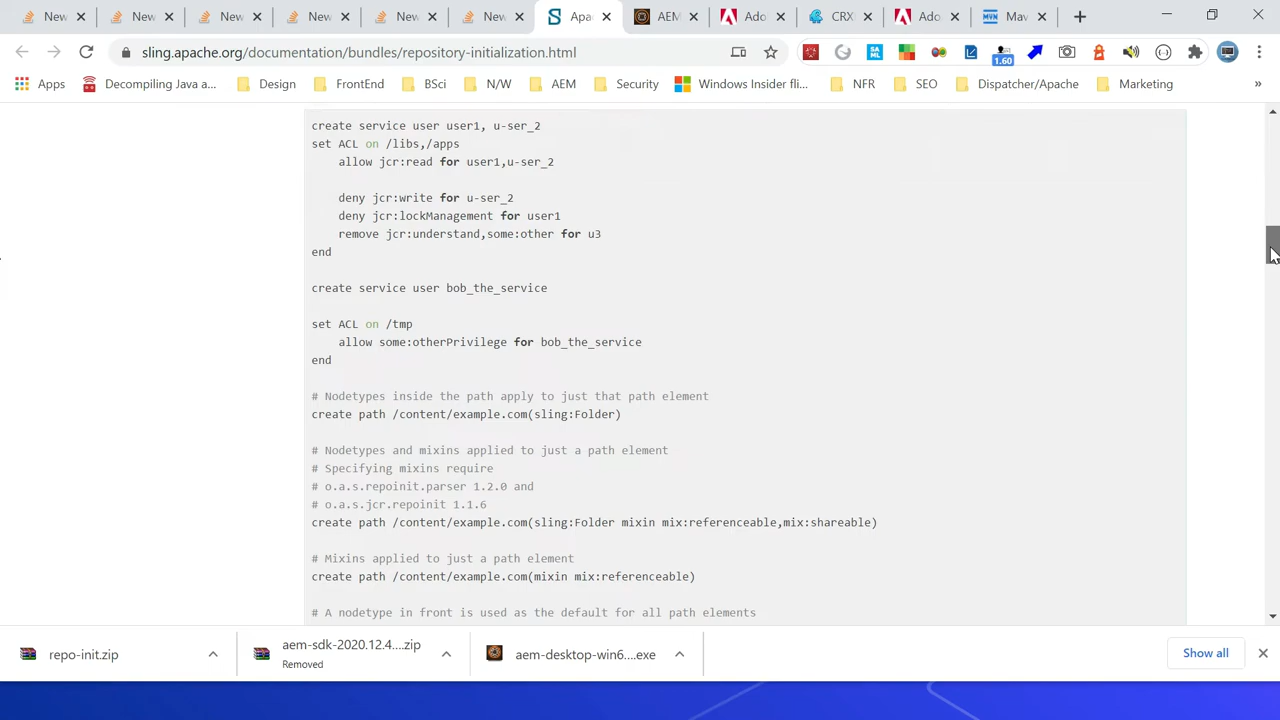 New
New
New
New
New
New
Apa
AEM
Ado
CRX
Ado
Mav
sling.apache.org/documentation/bundles/repository-initialization.html
1.60
Apps
Decompiling Java a...
Design
FrontEnd
BSci
N/W
AEM
Security
Windows Insider fli...
NFR
SEO
Dispatcher/Apache
Marketing
»
create service user user1, u-ser_2
set ACL on /libs,/apps
allow jcr:read for user1,u-ser_2
deny jcr:write for u-ser_2
deny jcr:lockManagement for user1
remove jcr:understand,some:other for u3
end
create service user bob_the_service
set ACL on /tmp
allow some:otherPrivilege for bob_the_service
end
# Nodetypes inside the path apply to just that path element
create path /content/example.com(sling:Folder)
# Nodetypes and mixins applied to just a path element
# Specifying mixins require
# o.a.s.repoinit.parser 1.2.0 and
# o.a.s.jcr.repoinit 1.1.6
create path /content/example.com(sling:Folder mixin mix:referenceable,mix:shareable)
# Mixins applied to just a path element
create path /content/example.com(mixin mix:referenceable)
# A nodetype in front is used as the default for all path elements
repo-init.zip
aem-sdk-2020.12.4....zip
Removed
aem-desktop-win6....exe
Show all